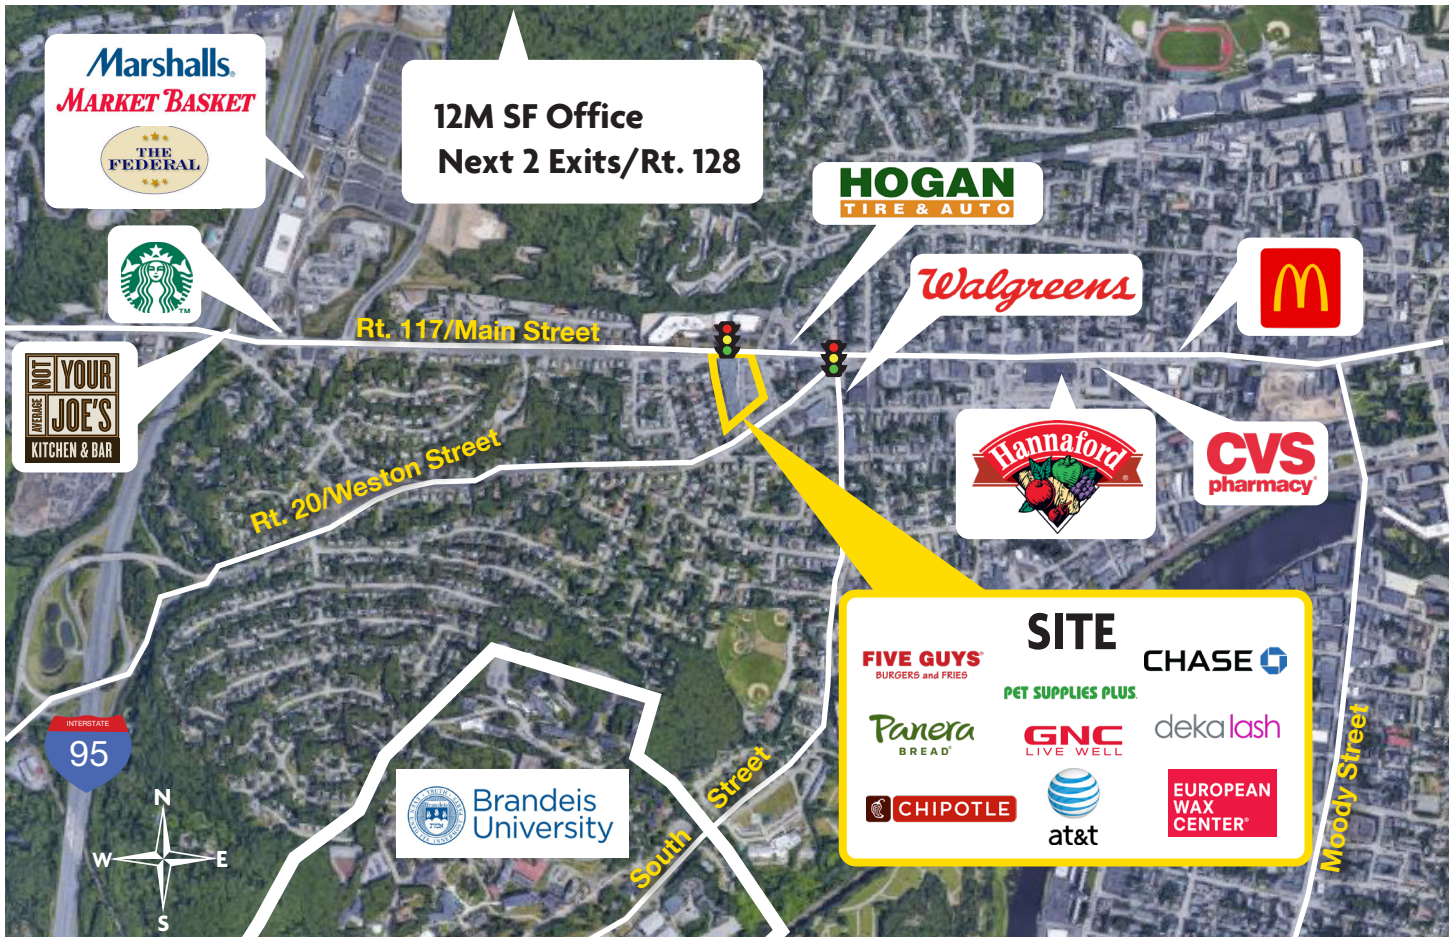 Marshalls.
MARKET BASKET
THE
FEDERAL
12M SF Office
Next 2 Exits/Rt. 128
HOGAN
TIRE & AUTO
TM
Walgreens
M
Rt. 117/Main Street
NOT
YOUR
AVERAGE
JOE'S
KITCHEN & BAR
Hannaford
®
CVS
pharmacy®
Rt. 20/Weston Street
SITE
FIVE GUYS®
BURGERS and FRIES
CHASE
PET SUPPLIES PLUS.
Panera
BREAD®
GNC
LIVE WELL
deka lash
CHIPOTLE
at&t
EUROPEAN
WAX
CENTER®
INTERSTATE
95
N
W
E
S
Brandeis
University
South Street
Moody Street